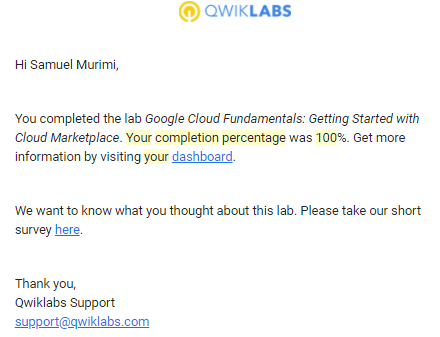 QWIKLABS
Hi Samuel Murimi,
You completed the lab Google Cloud Fundamentals: Getting Started with
Cloud Marketplace. Your completion percentage was 100%. Get more
information by visiting your dashboard.
We want to know what you thought about this lab. Please take our short
survey here.
Thank you,
Qwiklabs Support
support@qwiklabs.com